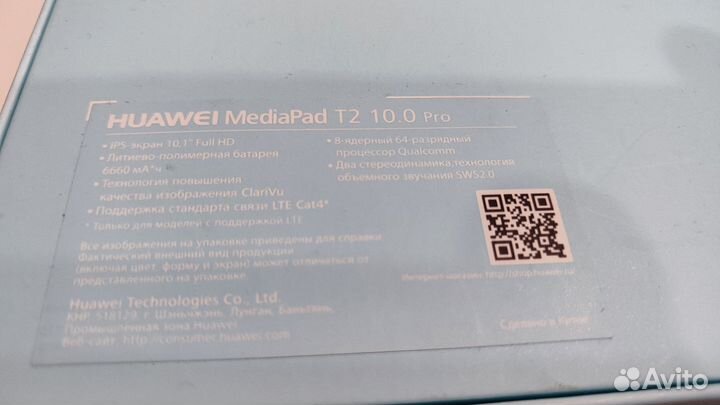 HUAWEI MediaPad T2 10.0 Pro
• IPS-экран 10,1" Full HD
• Литиево-полимерная батарея
6660 мА*ч
• Технология повышения
качества изображения ClariVu
• Поддержка стандарта связи LTE Cat4*
* Только для моделей с поддержкой LTE
• 8-ядерный 64-разрядный
процессор Qualcomm
• Два стереодинамика,технология
объемного звучания SWS2.0
Все изображения на упаковке приведены для справки.
Фактический внешний вид продукции
(включая цвет, форму и экран) может отличаться от
представленного на упаковке.
Интернет-магазин: http://shop.huawei.ru/
Huawei Technologies Co., Ltd.
КНР, 518129, г. Шэньчжэнь, Лунган, Баньтянь,
Промышленная зона Huawei
Веб-сайт: http://consumer.huawei.com
Сделано в Китае
Avito